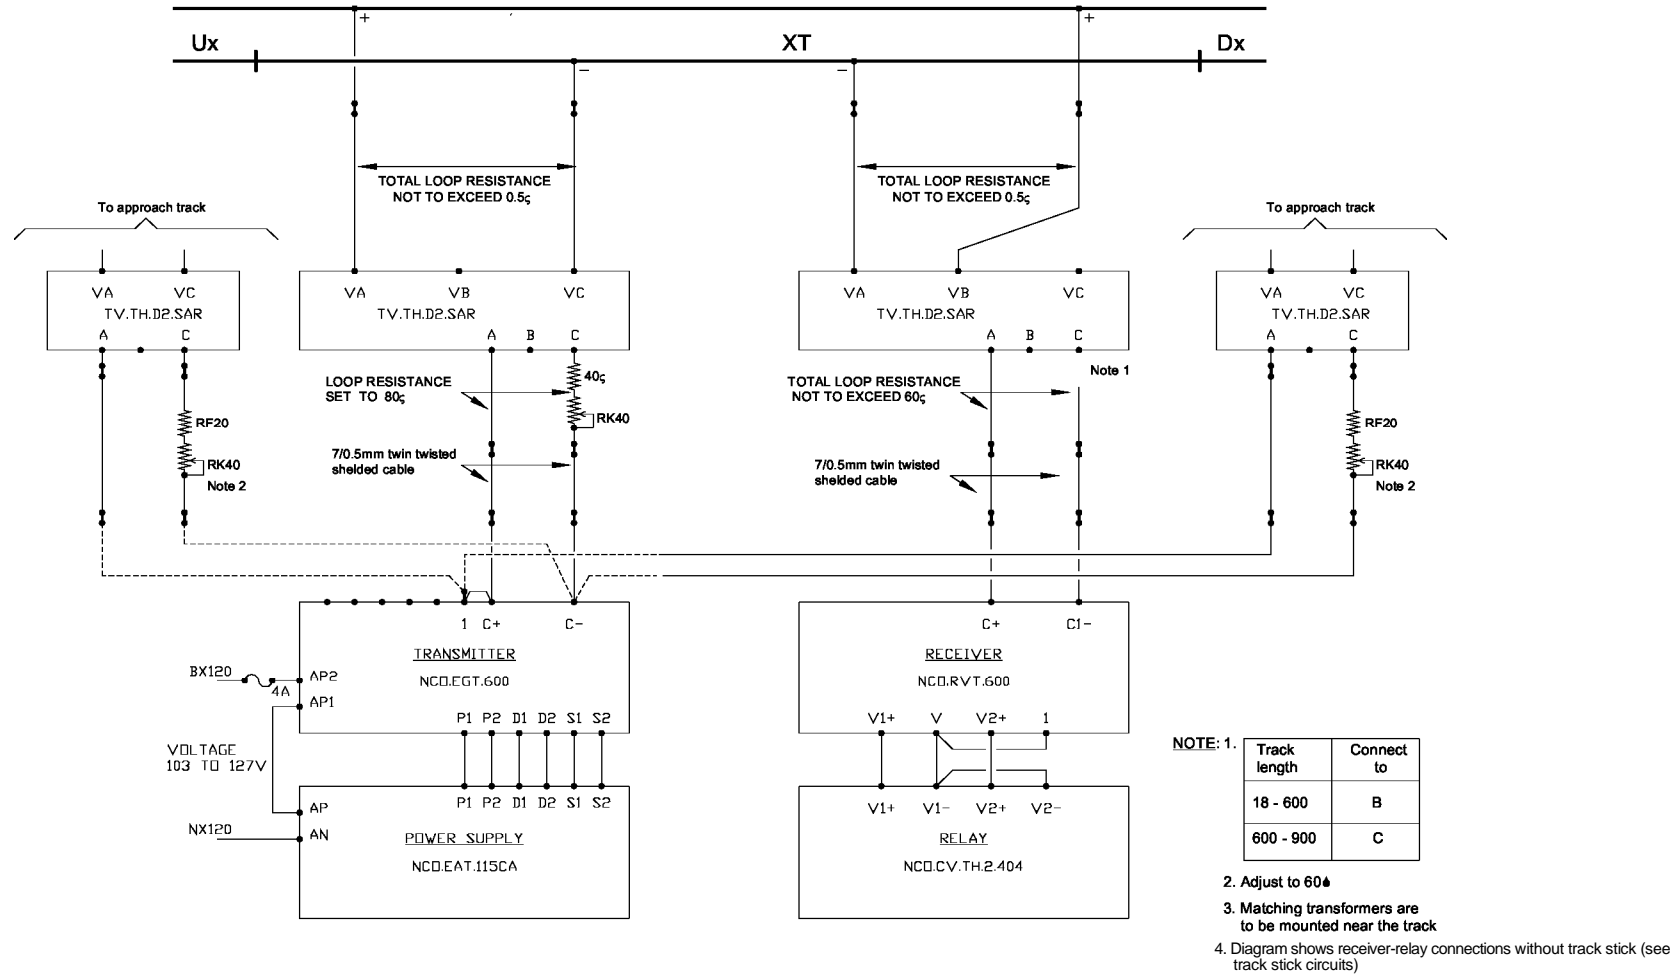 +
+
Ux
XT
Dx
−
−
TOTAL LOOP RESISTANCE
NOT TO EXCEED 0.5ς
TOTAL LOOP RESISTANCE
NOT TO EXCEED 0.5ς
To approach track
To approach track
VA
VC
TV.TH.D2.SAR
A
C
VA
VB
VC
TV.TH.D2.SAR
A
B
C
VA
VB
VC
TV.TH.D2.SAR
A
B
C
VA
VC
TV.TH.D2.SAR
A
C
Note 1
LOOP RESISTANCE
SET TO 80ς
40ς
RK40
TOTAL LOOP RESISTANCE
NOT TO EXCEED 60ς
RF20
RK40
Note 2
RF20
RK40
Note 2
7/0.5mm twin twisted
shelded cable
7/0.5mm twin twisted
shelded cable
1
C+
C-
TRANSMITTER
NCO.EGT.600
BX120
4A
AP2
AP1
P1 P2 D1 D2 S1 S2
C+
C1-
RECEIVER
NCO.RVT.600
V1+
V
V2+
1
VOLTAGE
103 TO 127V
P1 P2 D1 D2 S1 S2
AP
NX120
AN
POWER SUPPLY
NCO.EAT.115CA
V1+
V1-
V2+
V2-
RELAY
NCO.CV.TH.2.404
NOTE: 1.
Track
length
Connect
to
18 - 600
B
600 - 900
C
2. Adjust to 60
3. Matching transformers are
to be mounted near the track
4. Diagram shows receiver-relay connections without track stick (see
track stick circuits)